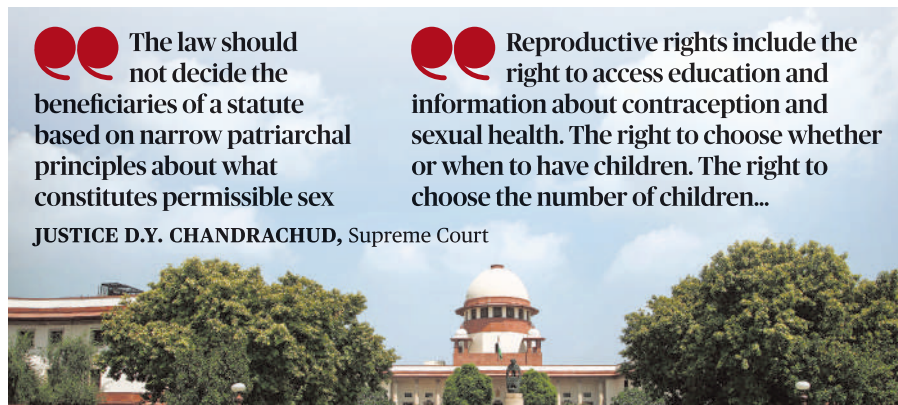 The law should
not decide the
beneficiaries of a statute
based on narrow patriarchal
principles about what
constitutes permissible sex
Reproductive rights include the
right to access education and
information about contraception and
sexual health. The right to choose whether
or when to have children. The right to
choose the number of children...
JUSTICE D.Y. CHANDRACHUD, Supreme Court